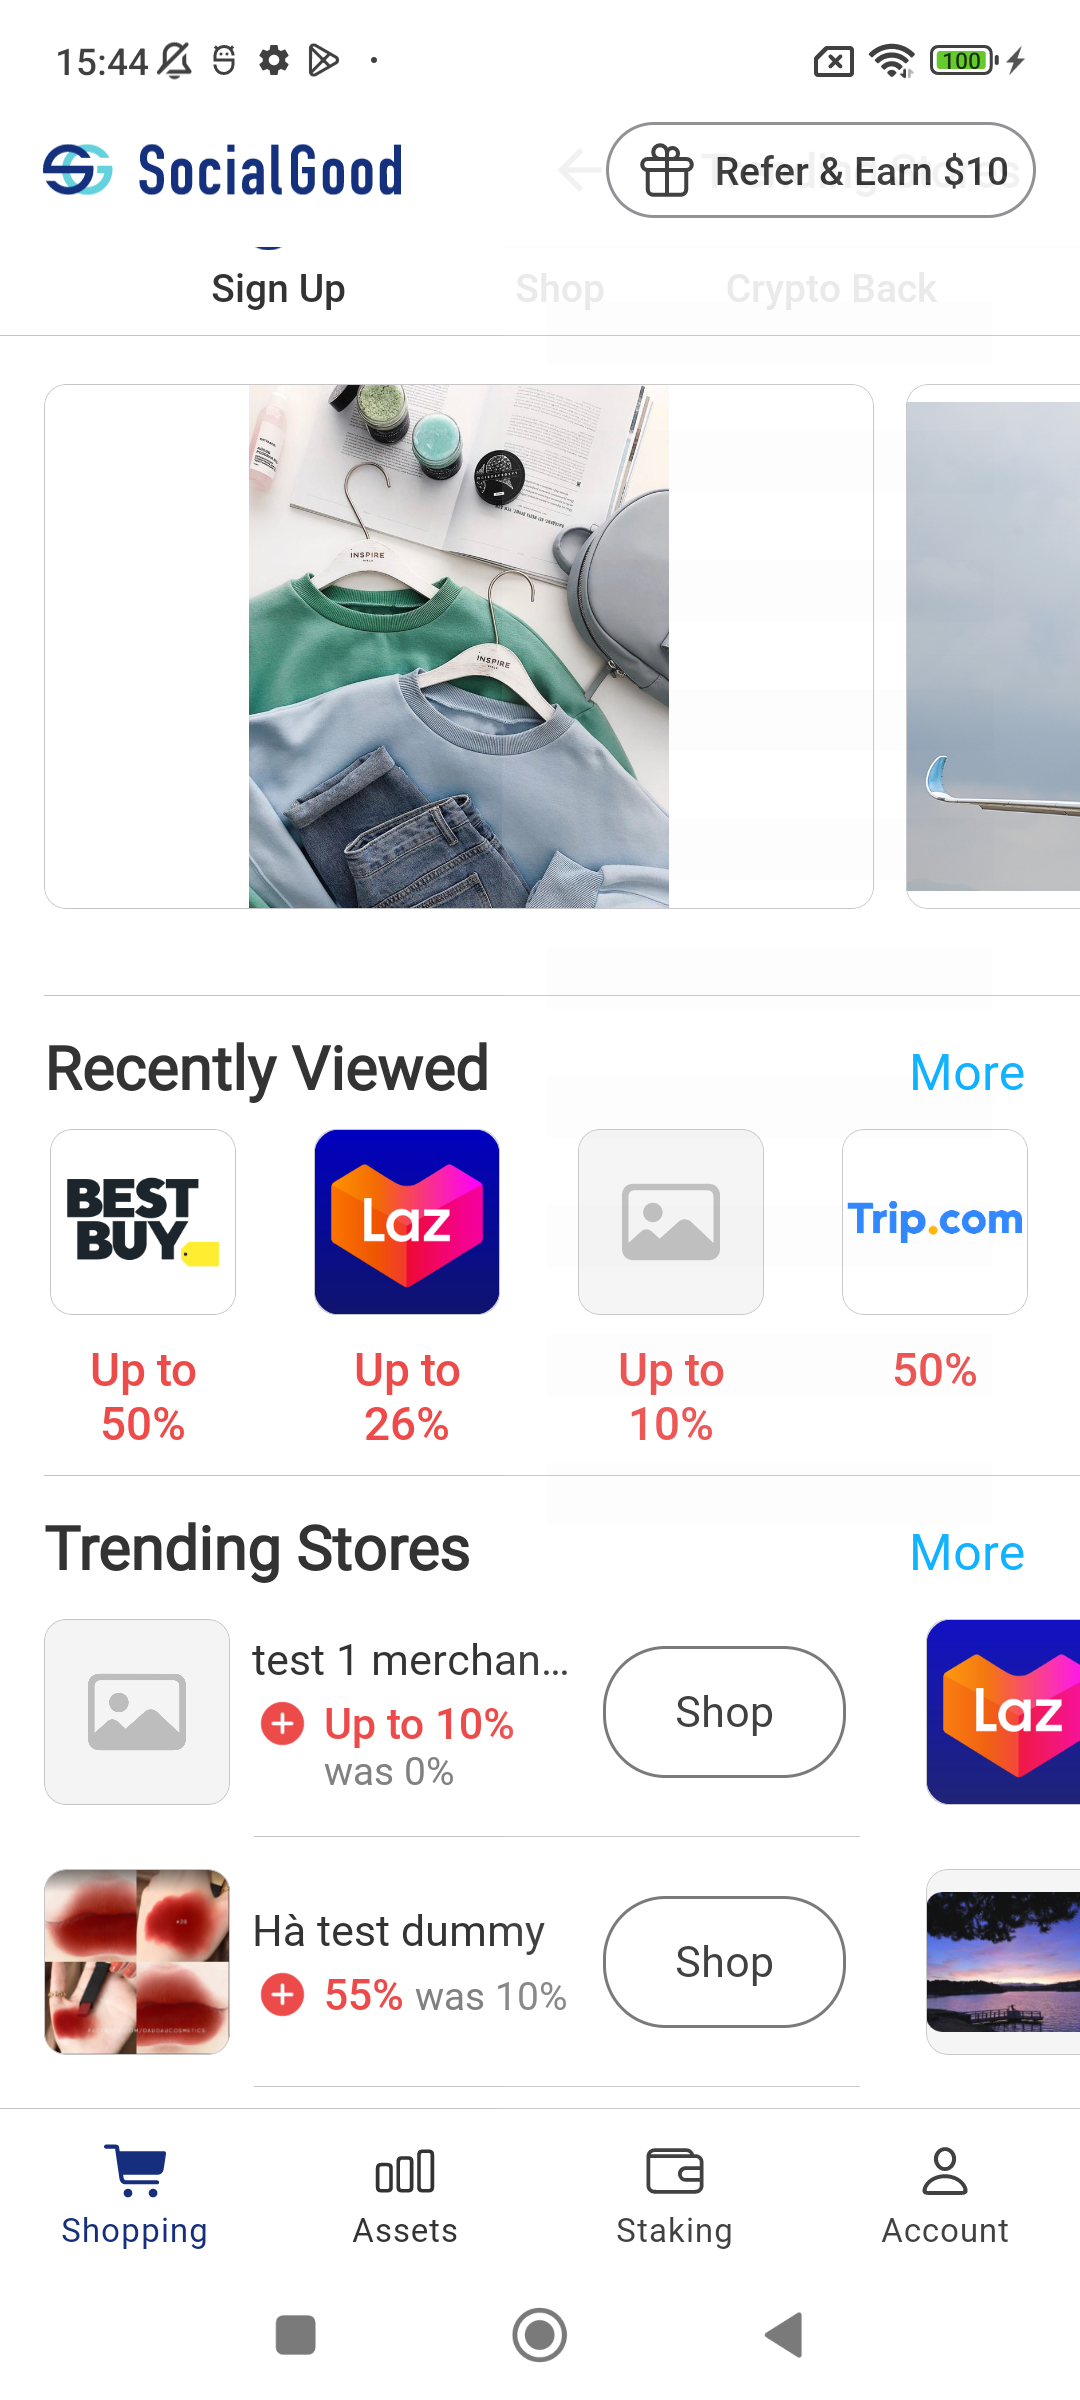 15:44
100
SocialGood
Refer & Earn $10
Sign Up
Shop
Crypto Back
INSPIRE
INSPIRE
Recently Viewed
More
BEST
BUY
Laz
Trip.com
Up to
50%
Up to
26%
Up to
10%
50%
Trending Stores
More
test 1 merchan...
Up to 10%
was 0%
Shop
Laz
Hà test dummy
55% was 10%
Shop
Shopping
Assets
Staking
Account